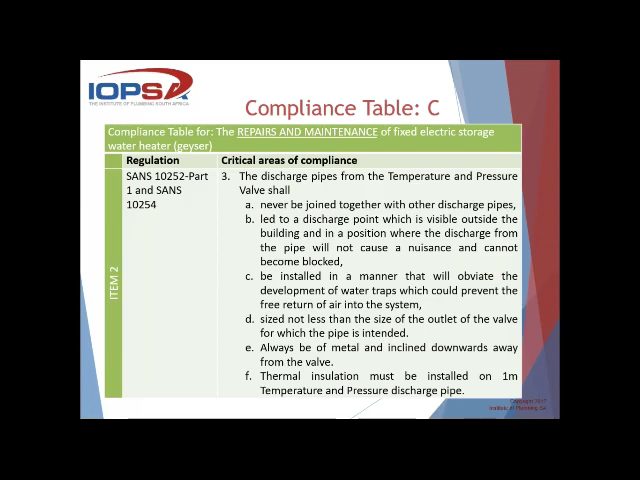 IOPSA
THE INSTITUTE OF PLUMBING SOUTH AFRICA
Compliance Table: C
Compliance Table for: The REPAIRS AND MAINTENANCE of fixed electric storage
water heater (geyser)
Regulation
Critical areas of compliance
ITEM 2
SANS 10252-Part
1 and SANS
10254
3. The discharge pipes from the Temperature and Pressure
Valve shall
a. never be joined together with other discharge pipes,
b. led to a discharge point which is visible outside the
building and in a position where the discharge from
the pipe will not cause a nuisance and cannot
become blocked,
c. be installed in a manner that will obviate the
development of water traps which could prevent the
free return of air into the system,
d. sized not less than the size of the outlet of the valve
for which the pipe is intended.
e. Always be of metal and inclined downwards away
from the valve.
f. Thermal insulation must be installed on 1m
Temperature and Pressure discharge pipe.
Institute of Plumbing SA